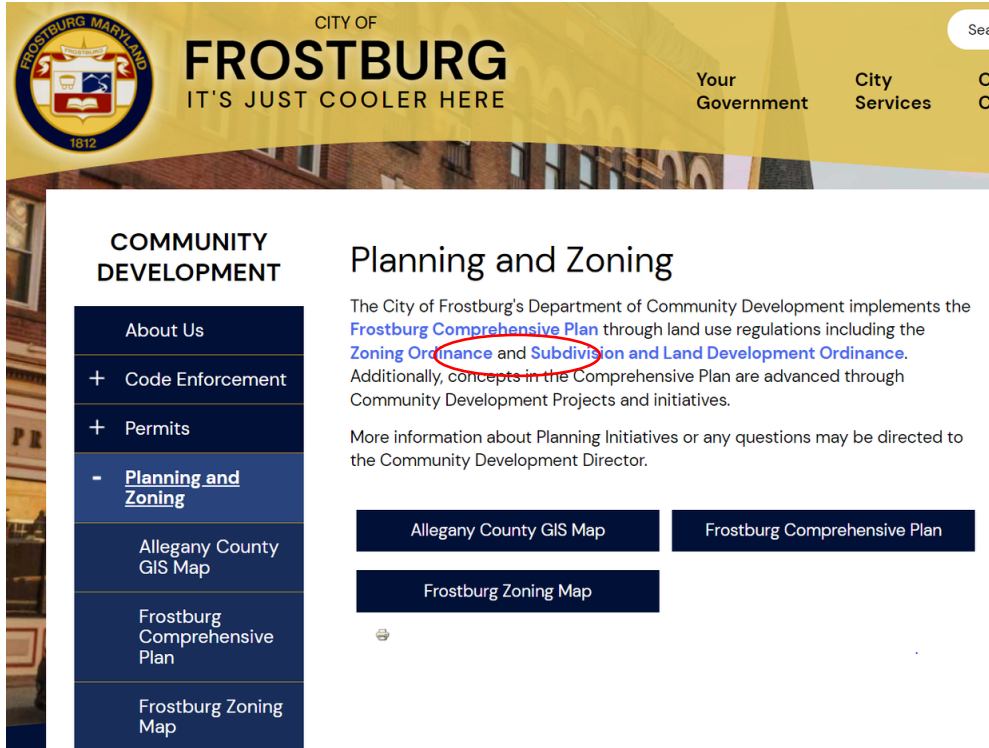 CITY OF
FROSTBURG
IT'S JUST COOLER HERE
FROSTBURG MARYLAND
FROSTBURG
1812
Your
Government
City
Services
COMMUNITY
DEVELOPMENT
About Us
+ Code Enforcement
+ Permits
- Planning and
Zoning
Allegany County
GIS Map
Frostburg
Comprehensive
Plan
Frostburg Zoning
Map
Planning and Zoning
The City of Frostburg's Department of Community Development implements the
Frostburg Comprehensive Plan through land use regulations including the
Zoning Ordinance and Subdivision and Land Development Ordinance.
Additionally, concepts in the Comprehensive Plan are advanced through
Community Development Projects and initiatives.
More information about Planning Initiatives or any questions may be directed to
the Community Development Director.
Allegany County GIS Map
Frostburg Comprehensive Plan
Frostburg Zoning Map